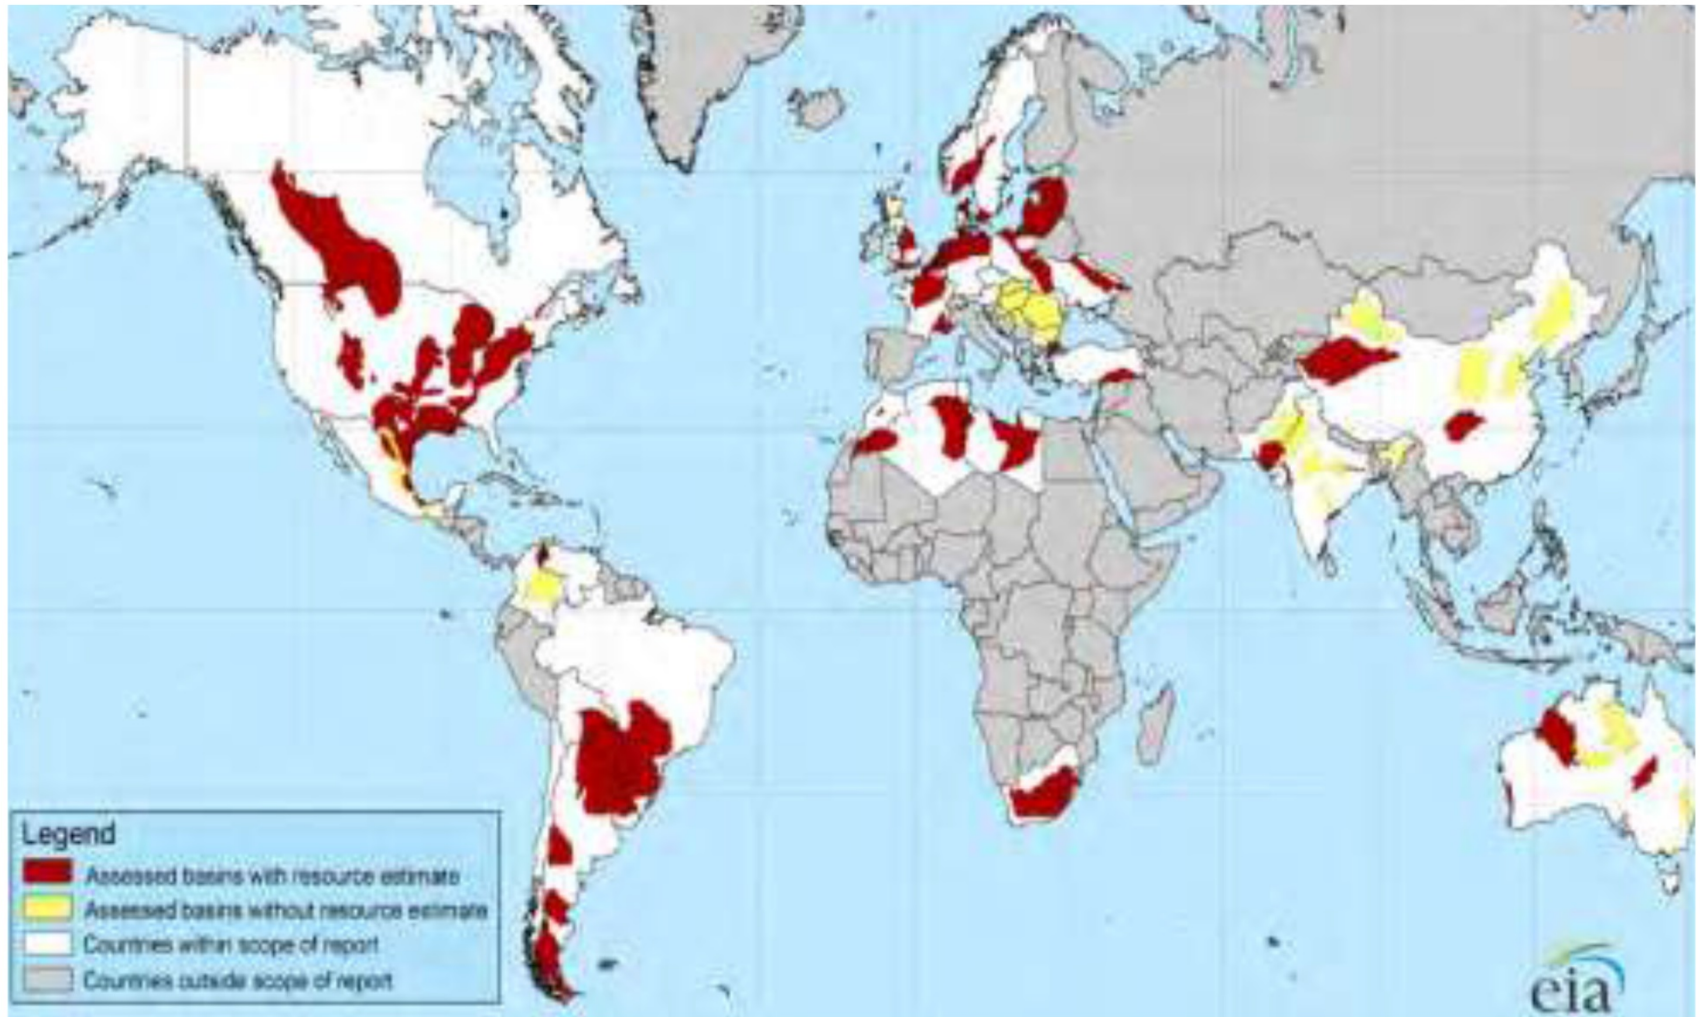 Legend
Assessed basins with resource estimate
Assessed basins without resource estimate
Countries within scope of report
Countries outside scope of report
eia